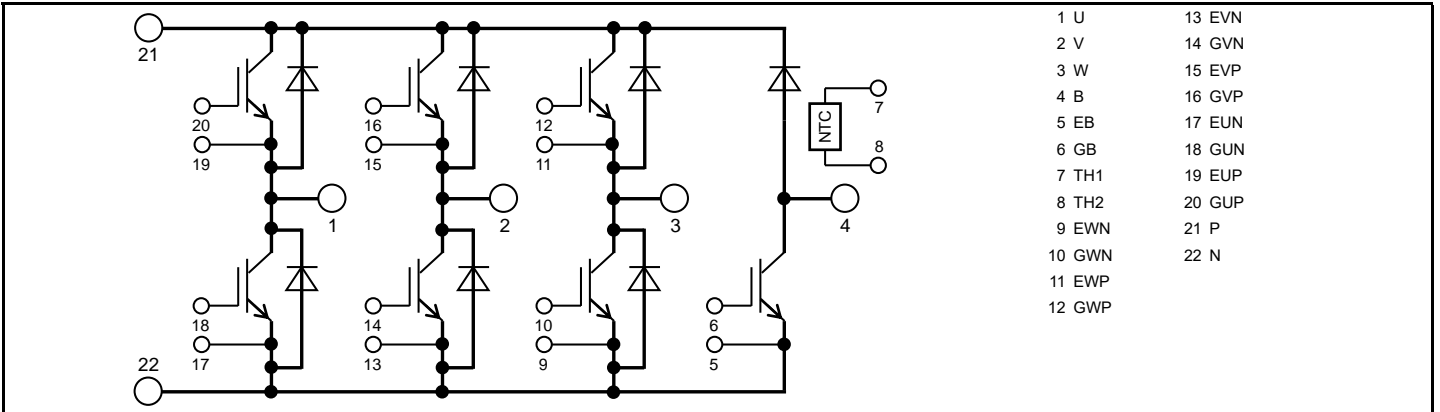 21
20
19
1
18
17
22
16
15
2
14
13
12
11
3
10
9
NTC
7
8
4
6
5
1 U
2 V
3 W
4 B
5 EB
6 GB
7 TH1
8 TH2
9 EWN
10 GWN
11 EWP
12 GWP
13 EVN
14 GVN
15 EVP
16 GVP
17 EUN
18 GUN
19 EUP
20 GUP
21 P
22 N